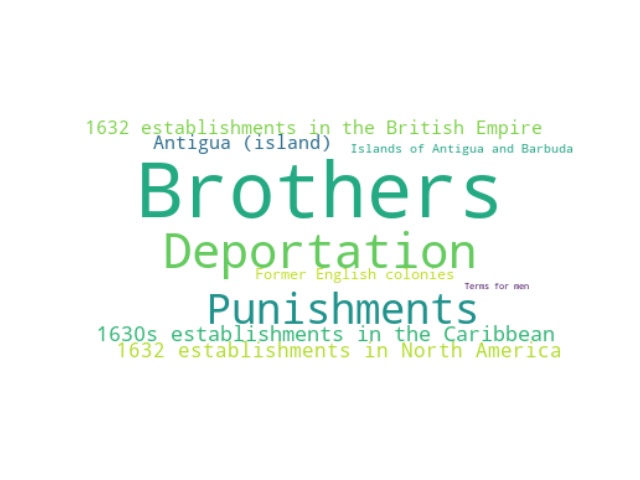 1632 establishments in the British Empire
Antigua (island)
Islands of Antigua and Barbuda
Brothers
Deportation
Former English colonies
Terms for men
Punishments
1630s establishments in the Caribbean
1632 establishments in North America